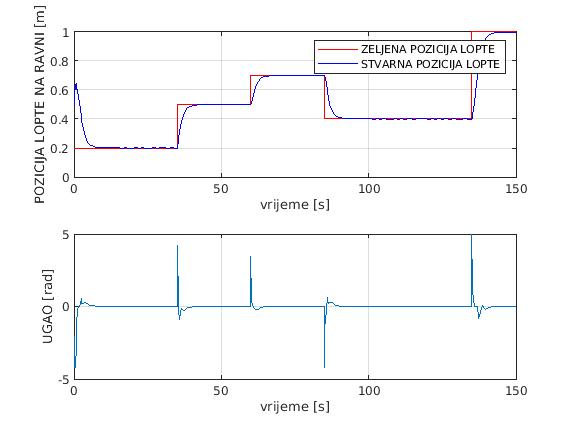 POZICIJA LOPTE NA RAVNI [m]
1
0.8
0.6
0.4
0.2
0
ZELJENA POZICIJA LOPTE
STVARNA POZICIJA LOPTE
0 50 100 150
vrijeme [s]
UGAO [rad]
5
0
-5
0 50 100 150
vrijeme [s]